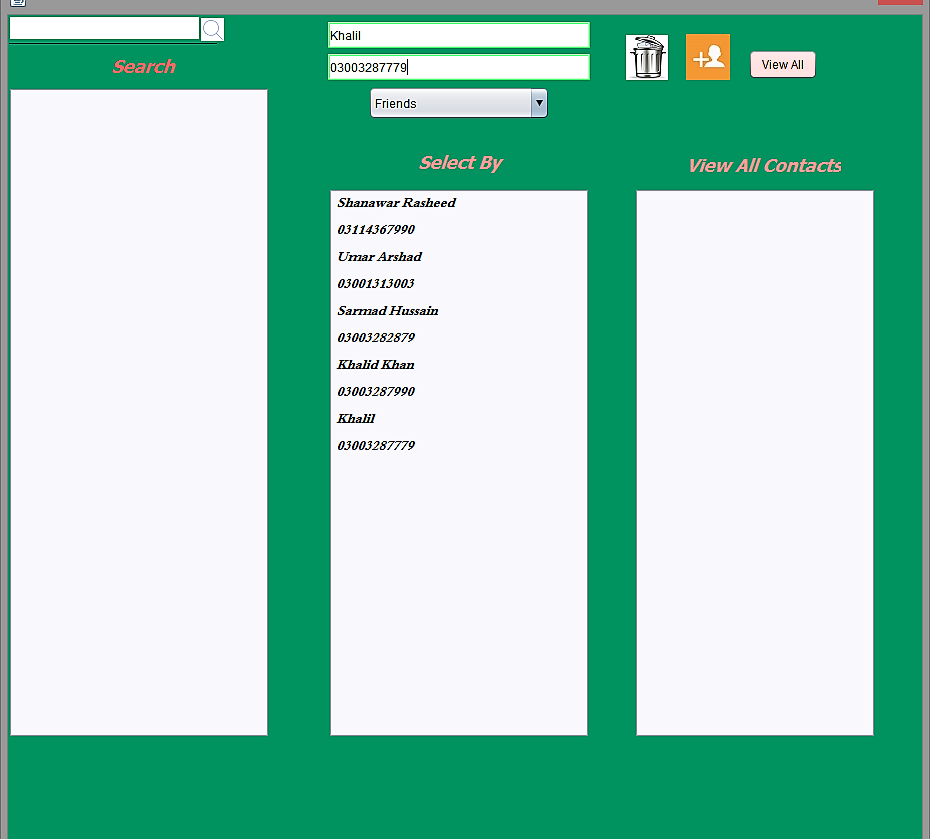 Khalil
03003287779
View All
Search
Friends
Select By
View All Contacts
Shanawar Rasheed
03114367990
Umar Arshad
03001313003
Sarmad Hussain
03003282879
Khalid Khan
03003287990
Khalil
03003287779